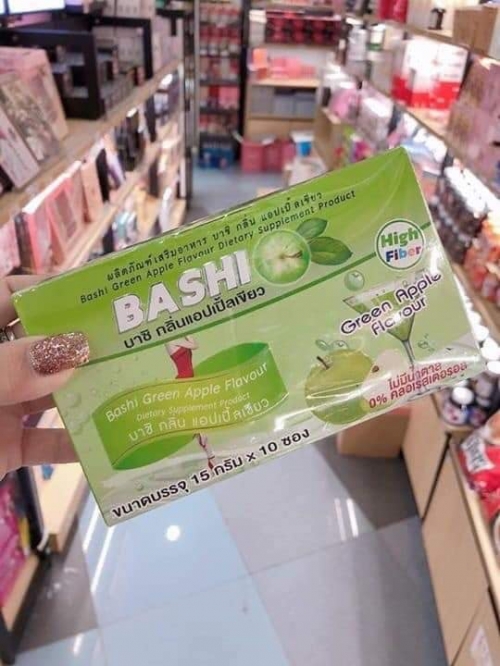 ผลิตภัณฑ์เสริมอาหาร บาชิ กลิ่น แอปเปิ้ลเขียว
Bashi Green Apple Flavour Dietary Supplement Product
BASHI
บาชิ กลิ่นแอปเปิ้ลเขียว
High
Fiber
Green Apple
Flavour
Bashi Green Apple Flavour
Dietary Supplement Product
บาชิ กลิ่น แอปเปิ้ลเขียว
ไม่มีน้ำตาล
0% คลอเรสเตอรอล
ขนาดบรรจุ 15 กรัม x 10 ซอง